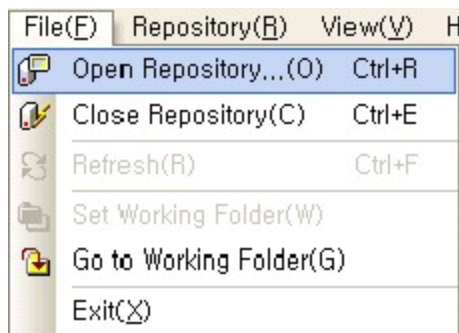 File(F) Repository(R) View(V) H
Open Repository...(O) Ctrl+R
Close Repository(C) Ctrl+E
Refresh(R) Ctrl+F
Set Working Folder(W)
Go to Working Folder(G)
Exit(X)